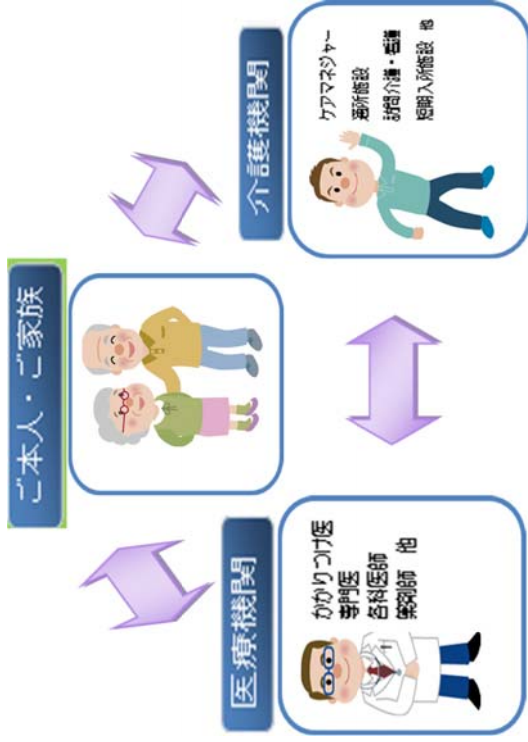 ご本人・ご家族
医療機関
かかりつけ医
専門医
各科医師
薬剤師 他
介護機関
ケアマネジャー
通所施設
訪問介護・看護
短期入所施設 他